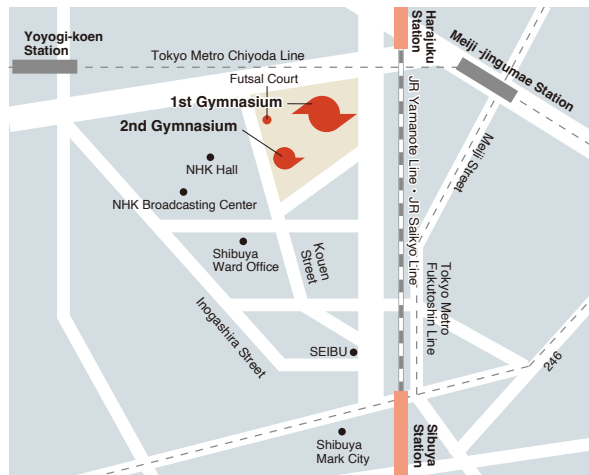 Yoyogi-koen
Station
Tokyo Metro Chiyoda Line
Harajuku
Station
Meiji -jingumae Station
Futsal Court
1st Gymnasium
2nd Gymnasium
NHK Hall
NHK Broadcasting Center
JR Yamanote Line・JR Saikyo Line
Meiji Street
Shibuya
Ward Office
Kouen
Street
Tokyo Metro
Fukutoshin Line
Inogashira Street
SEIBU
246
Shibuya
Mark City
Sibuya
Station